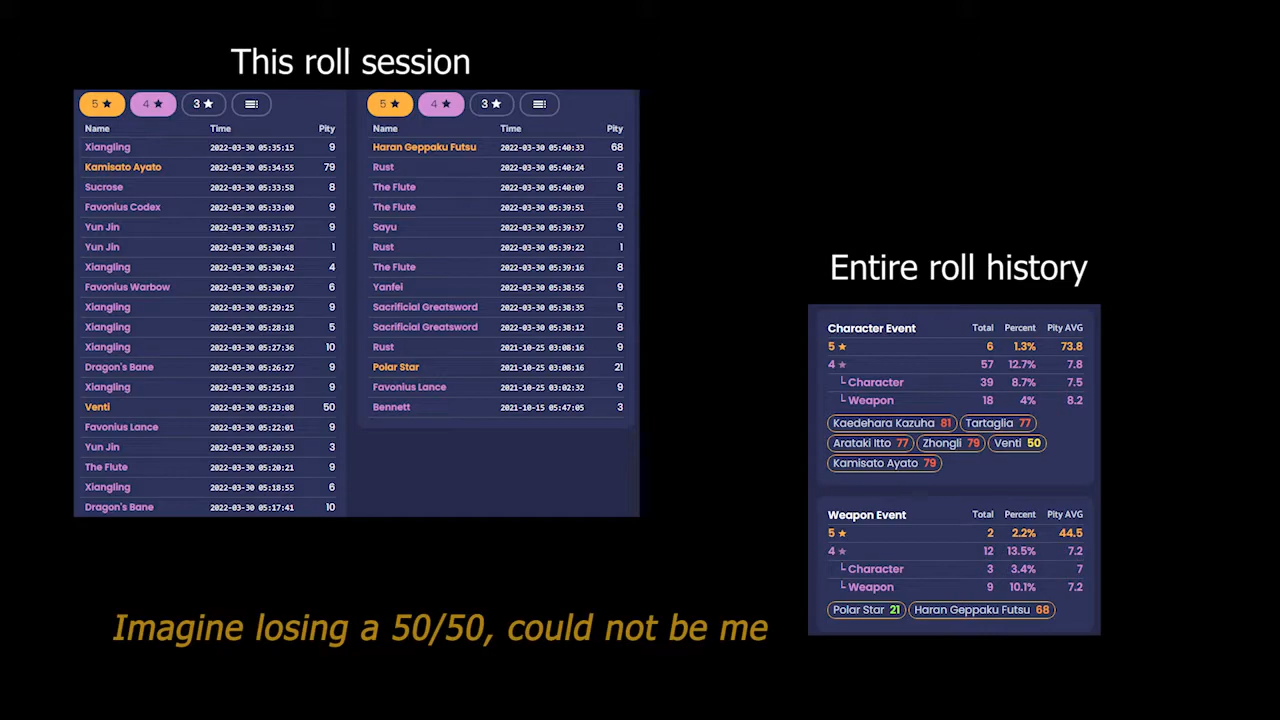 This roll session
5 ★ 4 ★ 3 ★
Name Time Pity
Xiangling 2022-03-30 05:35:15 9
Kamisato Ayato 2022-03-30 05:34:55 79
Sucrose 2022-03-30 05:33:58 8
Favonius Codex 2022-03-30 05:33:00 9
Yun Jin 2022-03-30 05:31:57 9
Yun Jin 2022-03-30 05:30:48 1
Xiangling 2022-03-30 05:30:42 4
Favonius Warbow 2022-03-30 05:30:07 6
Xiangling 2022-03-30 05:29:25 9
Xiangling 2022-03-30 05:28:18 5
Xiangling 2022-03-30 05:27:36 10
Dragon's Bane 2022-03-30 05:26:27 9
Xiangling 2022-03-30 05:25:18 9
Venti 2022-03-30 05:23:08 50
Favonius Lance 2022-03-30 05:22:01 9
Yun Jin 2022-03-30 05:20:53 3
The Flute 2022-03-30 05:20:21 9
Xiangling 2022-03-30 05:18:55 6
Dragon's Bane 2022-03-30 05:17:41 10
5 ★ 4 ★ 3 ★
Name Time Pity
Haran Geppaku Futsu 2022-03-30 05:40:33 68
Rust 2022-03-30 05:40:24 8
The Flute 2022-03-30 05:40:09 8
The Flute 2022-03-30 05:39:51 9
Sayu 2022-03-30 05:39:37 9
Rust 2022-03-30 05:39:22 1
The Flute 2022-03-30 05:39:16 8
Yanfei 2022-03-30 05:38:56 9
Sacrificial Greatsword 2022-03-30 05:38:35 5
Sacrificial Greatsword 2022-03-30 05:38:12 8
Rust 2021-10-25 03:08:16 9
Polar Star 2021-10-25 03:08:16 21
Favonius Lance 2021-10-25 03:02:32 9
Bennett 2021-10-15 05:47:05 3
Entire roll history
Character Event Total Percent Pity AVG
5 ★ 6 1.3% 73.8
4 ★ 57 12.7% 7.8
└ Character 39 8.7% 7.5
└ Weapon 18 4% 8.2
Kaedehara Kazuha 81 Tartaglia 77
Arataki Itto 77 Zhongli 79 Venti 50
Kamisato Ayato 79
Weapon Event Total Percent Pity AVG
5 ★ 2 2.2% 44.5
4 ★ 12 13.5% 7.2
└ Character 3 3.4% 7
└ Weapon 9 10.1% 7.2
Polar Star 21 Haran Geppaku Futsu 68
Imagine losing a 50/50, could not be me